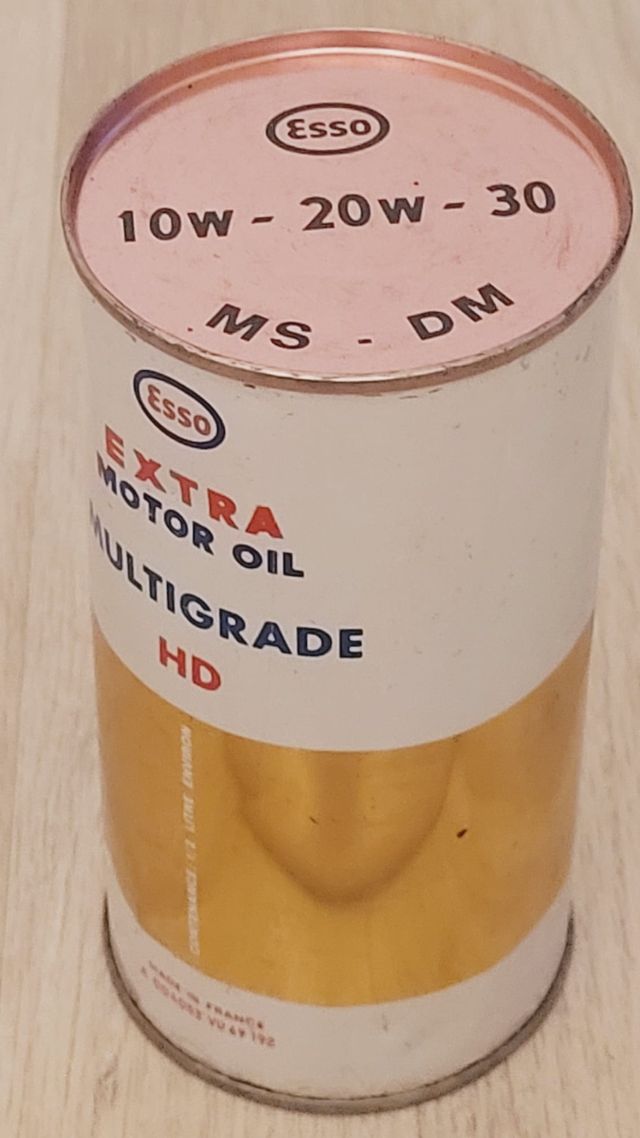 Esso
10W - 20W - 30
MS - DM
Esso
EXTRA
MOTOR OIL
MULTIGRADE
HD
CONTENANCE 1/2 LITRE ENVIRON
MADE IN FRANCE